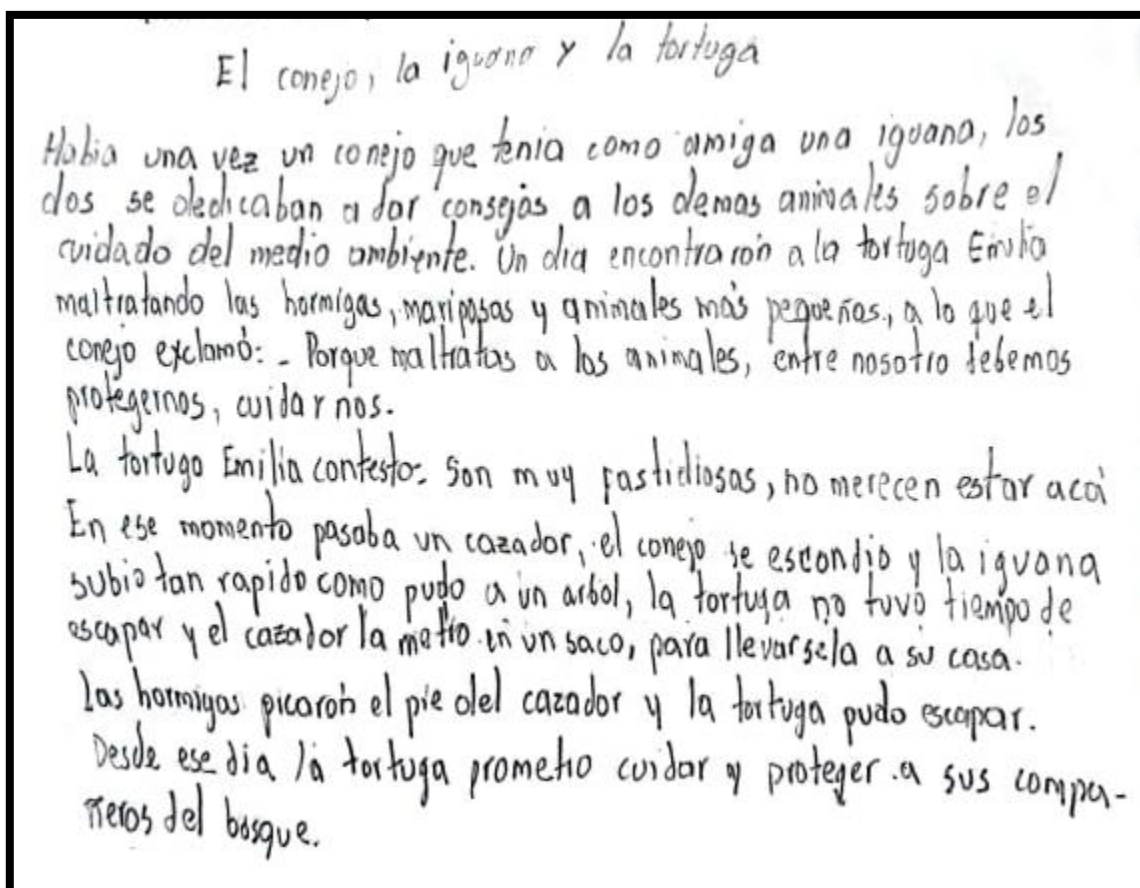 El conejo, la iguana y la tortuga
Habia una vez un conejo que tenia como amiga una iguana, los
dos se dedicaban a dar consejos a los demas animales sobre el
cuidado del medio ambiente. Un dia encontraron a la tortuga Emilia
maltratando las hormigas, mariposas y animales más pequeñas, a lo que el
conejo exclamó: - Porque maltratas a los animales, entre nosotro debemos
protegernos, cuidarnos.
La tortuga Emilia contesto: Son muy fastidiosas, no merecen estar acá
En ese momento pasaba un cazador, el conejo se escondio y la iguana
subio tan rapido como pudo a un arbol, la tortuga no tuvo tiempo de
escapar y el cazador la metio en un saco, para llevarsela a su casa.
Las hormigas picaron el pie del cazador y la tortuga pudo escapar.
Desde ese dia la tortuga prometio cuidar y proteger a sus compa-
ñeros del bosque.